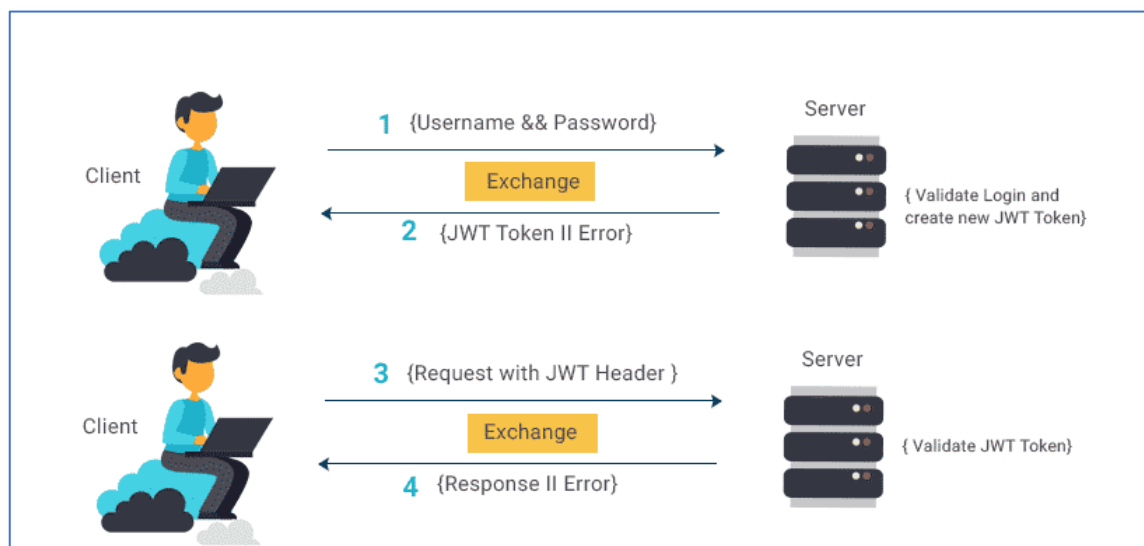 Server
1 {Username && Password}
Client
Exchange
{ Validate Login and
create new JWT Token}
2 {JWT Token II Error}
Server
3 {Request with JWT Header }
Client
Exchange
{ Validate JWT Token}
4 {Response II Error}